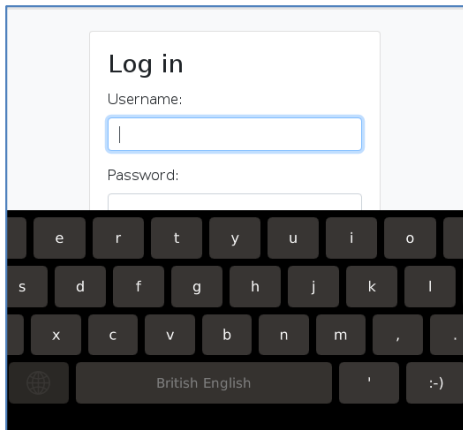 Log in
Username:
Password:
e r t y u i o
s d f g h j k l
x c v b n m , .
British English ' :-)